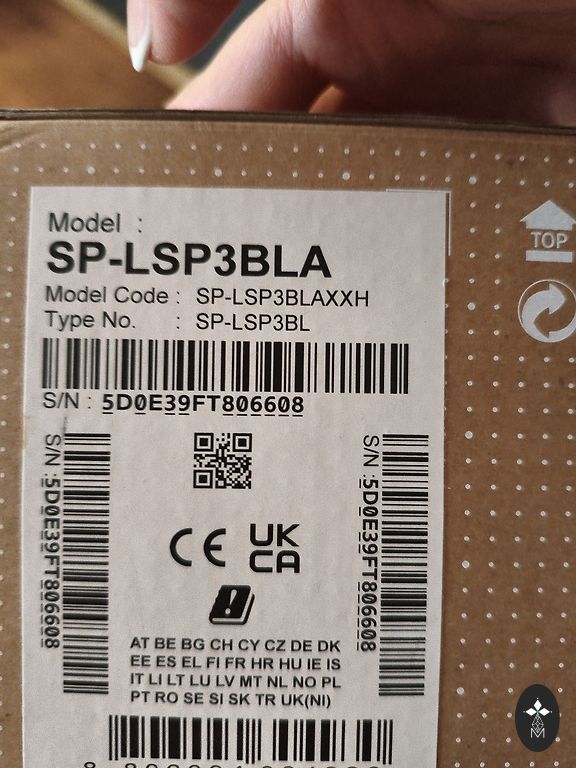 Model :
SP-LSP3BLA
Model Code : SP-LSP3BLAXXH
Type No. : SP-LSP3BL
S/N : 5D0E39FT806608
S/N :5D0E39FT806608
S/N :5D0E39FT806608
CE
UK
CA
AT BE BG CH CY CZ DE DK
EE ES EL FI FR HR HU IE IS
IT LI LT LU LV MT NL NO PL
PT RO SE SI SK TR UK(NI)
TOP
M